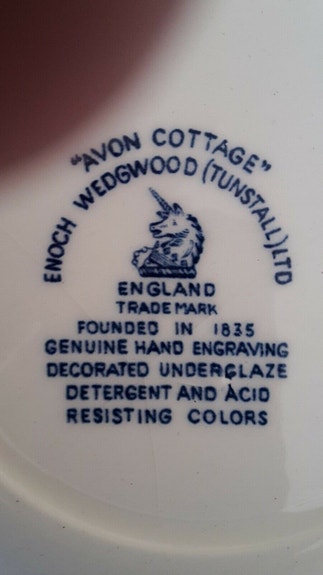 "AVON COTTAGE"
ENOCH WEDGWOOD (TUNSTALL) LTD
ENGLAND
TRADE MARK
FOUNDED IN 1835
GENUINE HAND ENGRAVING
DECORATED UNDERGLAZE
DETERGENT AND ACID
RESISTING COLORS